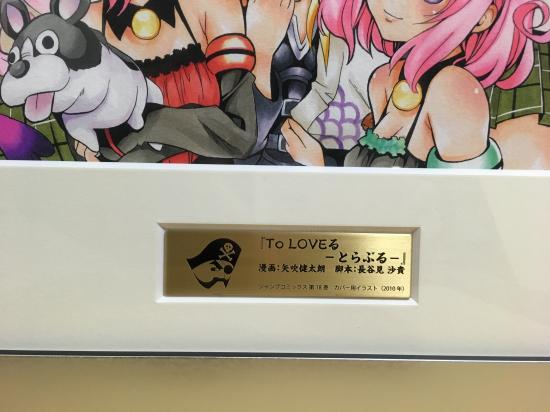 『To LOVEる
－とらぶる－』
漫画：矢吹健太朗　脚本：長谷見 沙貴
ジャンプコミックス 第18巻　カバー用イラスト（2010年）